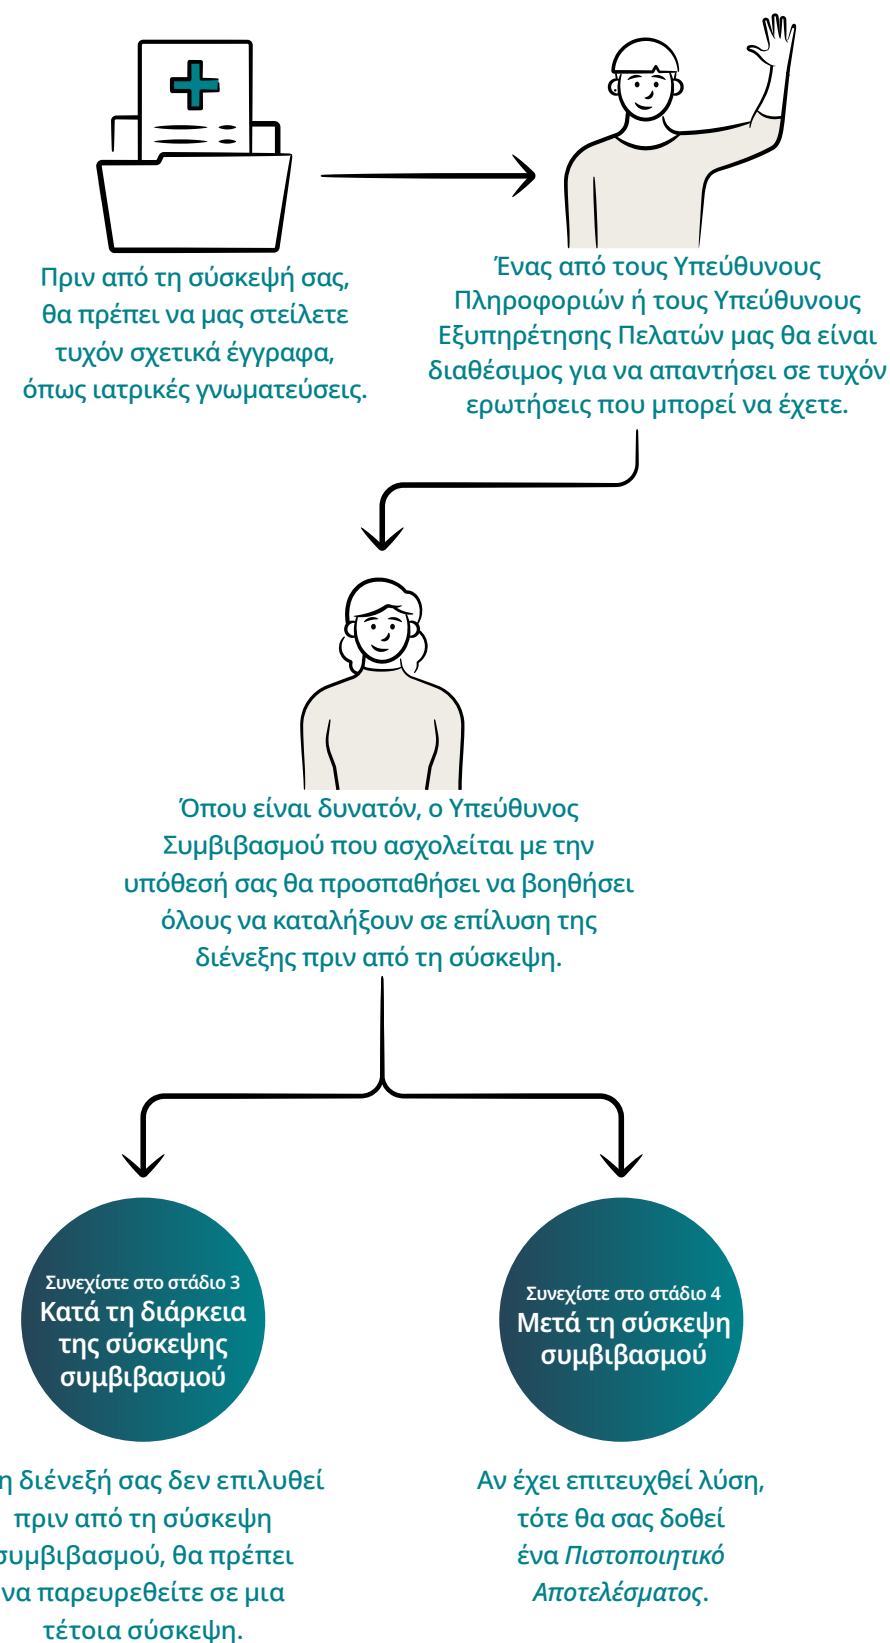 Πριν από τη σύσκεψή σας,
θα πρέπει να μας στείλετε
τυχόν σχετικά έγγραφα,
όπως ιατρικές γνωματεύσεις.
Ένας από τους Υπεύθυνους
Πληροφοριών ή τους Υπεύθυνους
Εξυπηρέτησης Πελατών μας θα είναι
διαθέσιμος για να απαντήσει σε τυχόν
ερωτήσεις που μπορεί να έχετε.
Όπου είναι δυνατόν, ο Υπεύθυνος
Συμβιβασμού που ασχολείται με την
υπόθεσή σας θα προσπαθήσει να βοηθήσει
όλους να καταλήξουν σε επίλυση της
διένεξης πριν από τη σύσκεψη.
Συνεχίστε στο στάδιο 3
Κατά τη διάρκεια
της σύσκεψης
συμβιβασμού
η διένεξή σας δεν επιλυθεί
πριν από τη σύσκεψη
συμβιβασμού, θα πρέπει
να παρευρεθείτε σε μια
τέτοια σύσκεψη.
Συνεχίστε στο στάδιο 4
Μετά τη σύσκεψη
συμβιβασμού
Αν έχει επιτευχθεί λύση,
τότε θα σας δοθεί
ένα Πιστοποιητικό
Αποτελέσματος.